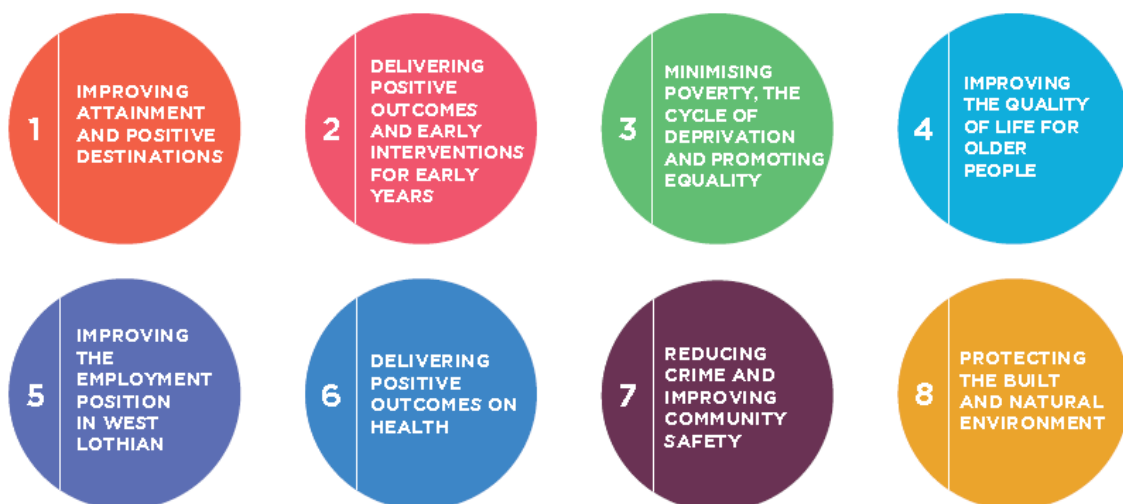 1
IMPROVING
ATTAINMENT
AND POSITIVE
DESTINATIONS
2
DELIVERING
POSITIVE
OUTCOMES
AND EARLY
INTERVENTIONS
FOR EARLY
YEARS
3
MINIMISING
POVERTY, THE
CYCLE OF
DEPRIVATION
AND PROMOTING
EQUALITY
4
IMPROVING
THE QUALITY
OF LIFE FOR
OLDER
PEOPLE
5
IMPROVING
THE
EMPLOYMENT
POSITION
IN WEST
LOTHIAN
6
DELIVERING
POSITIVE
OUTCOMES ON
HEALTH
7
REDUCING
CRIME AND
IMPROVING
COMMUNITY
SAFETY
8
PROTECTING
THE BUILT
AND NATURAL
ENVIRONMENT